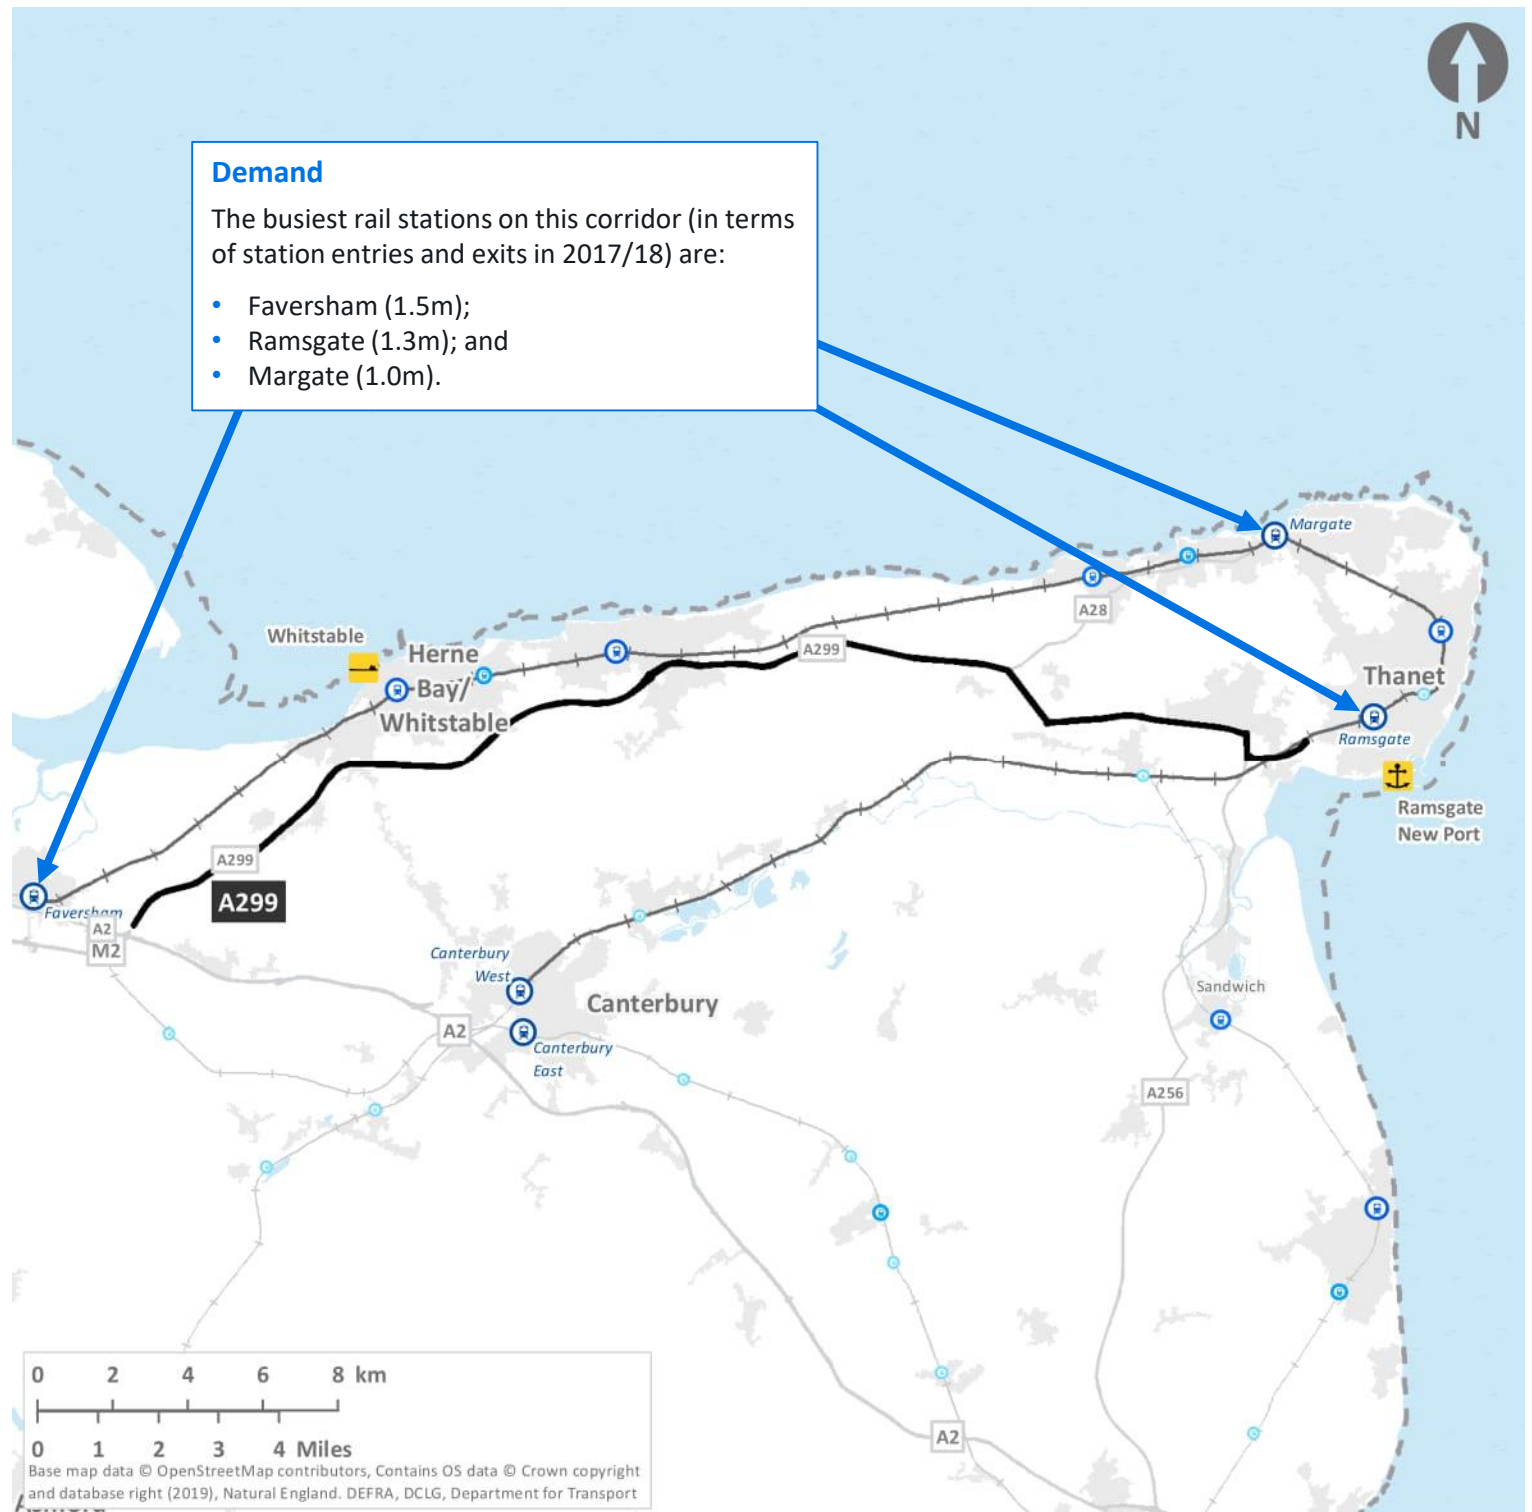 N
Demand
The busiest rail stations on this corridor (in terms
of station entries and exits in 2017/18) are:
• Faversham (1.5m);
• Ramsgate (1.3m); and
• Margate (1.0m).
Margate
A28
Whitstable
Herne
Bay/
Whitstable
A299
Thanet
Ramsgate
Ramsgate
New Port
A299
A299
Faversham
A2
M2
Canterbury
West
Canterbury
A2
Canterbury
East
Sandwich
A256
A2
0 2 4 6 8 km
0 1 2 3 4 Miles
Base map data © OpenStreetMap contributors, Contains OS data © Crown copyright
and database right (2019), Natural England. DEFRA, DCLG, Department for Transport